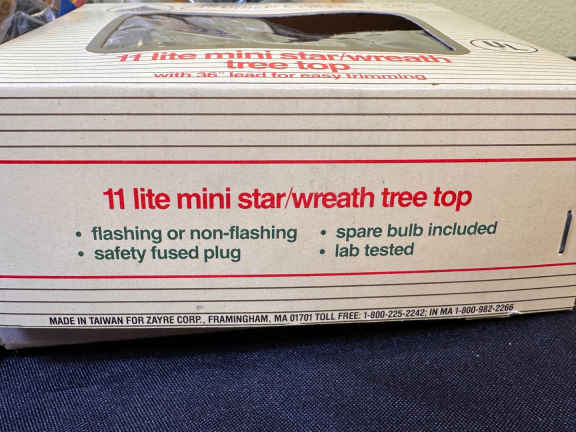 11 lite mini star/wreath
tree top
with 36" lead for easy trimming
UL
11 lite mini star/wreath tree top
• flashing or non-flashing
• safety fused plug
• spare bulb included
• lab tested
MADE IN TAIWAN FOR ZAYRE CORP., FRAMINGHAM, MA 01701 TOLL FREE: 1-800-225-2242; IN MA 1-800-982-2266